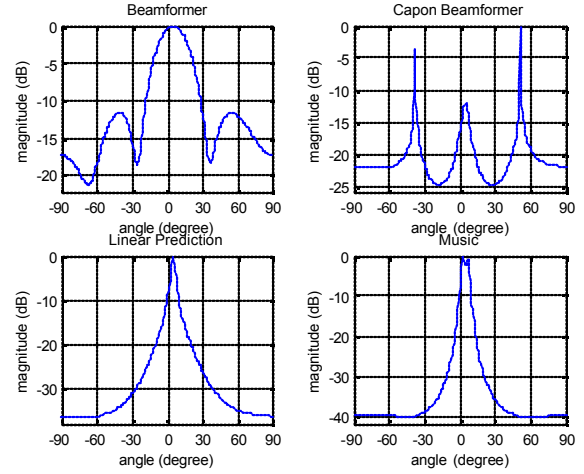 Beamformer
magnitude (dB)
0
-5
-10
-15
-20
-90 -60 -30 0 30 60 90
angle (degree)
Capon Beamformer
magnitude (dB)
0
-5
-10
-15
-20
-25
-90 -60 -30 0 30 60 90
angle (degree)
Linear Prediction
magnitude (dB)
0
-10
-20
-30
-90 -60 -30 0 30 60 90
angle (degree)
Music
magnitude (dB)
0
-10
-20
-30
-40
-90 -60 -30 0 30 60 90
angle (degree)